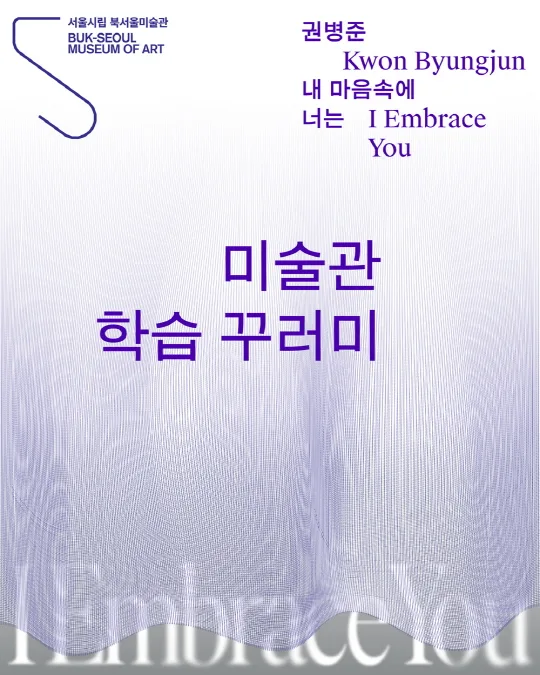 서울시립 북서울미술관
BUK-SEOUL
MUSEUM OF ART
권병준
Kwon Byungjun
내 마음속에
너는 I Embrace
You
미술관
학습 꾸러미
I Embrace You